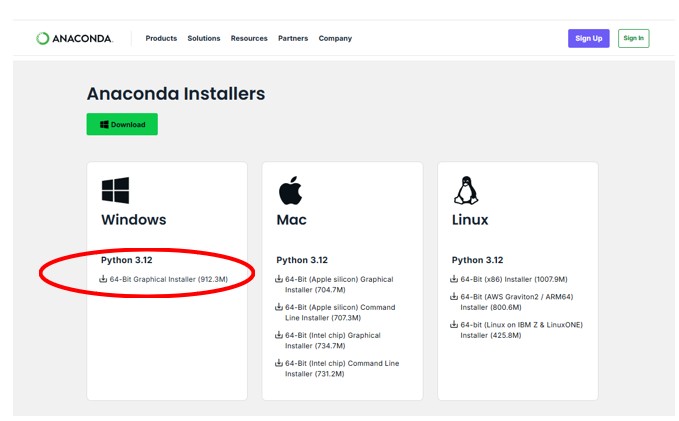 ANACONDA.
Products Solutions Resources Partners Company
Sign Up
Sign In
Anaconda Installers
Download
Windows
Python 3.12
64-Bit Graphical Installer (912.3M)
Mac
Python 3.12
64-Bit (Apple silicon) Graphical
Installer (704.7M)
64-Bit (Apple silicon) Command
Line Installer (707.3M)
64-Bit (Intel chip) Graphical
Installer (734.7M)
64-Bit (Intel chip) Command Line
Installer (731.2M)
Linux
Python 3.12
64-Bit (x86) Installer (1007.9M)
64-Bit (AWS Graviton2 / ARM64)
Installer (800.6M)
64-bit (Linux on IBM Z & LinuxONE)
Installer (425.8M)